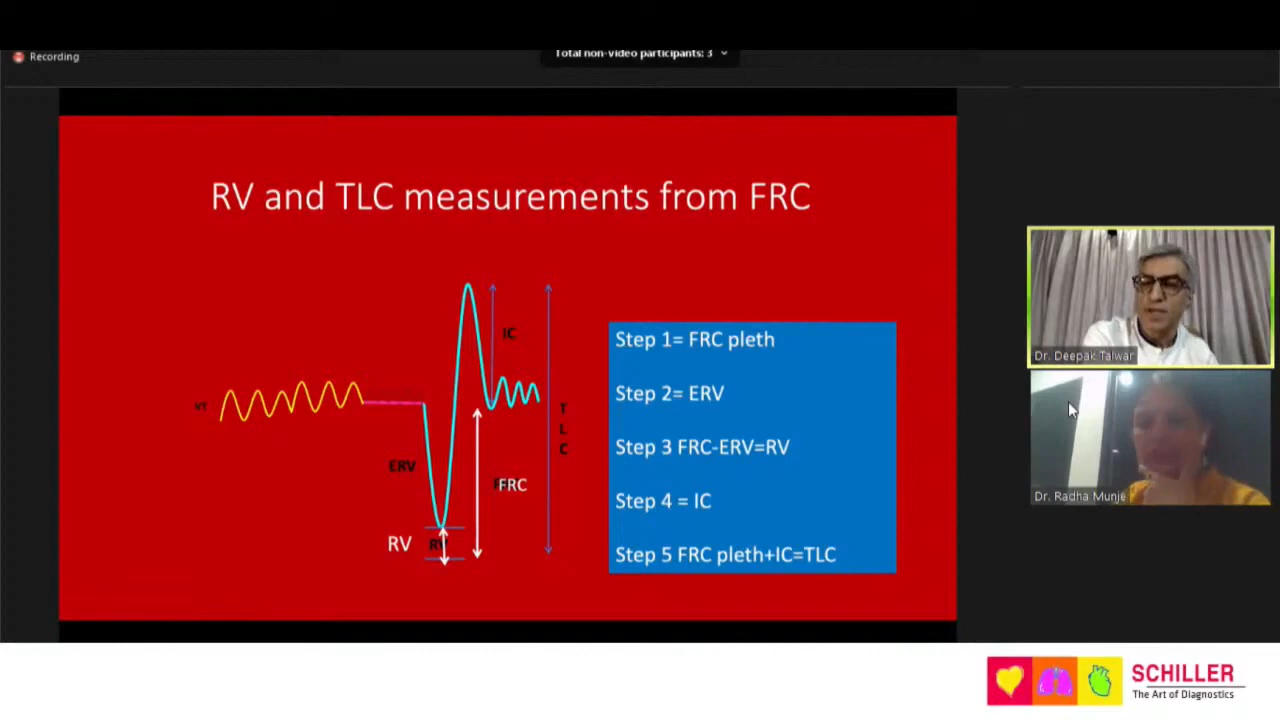 Recording
Total non-video participants: 3
RV and TLC measurements from FRC
IC
VT
T
L
C
ERV
FRC
RV
RV
Step 1= FRC pleth
Step 2= ERV
Step 3 FRC-ERV=RV
Step 4 = IC
Step 5 FRC pleth+IC=TLC
Dr. Deepak Talwar
Dr. Radha Munje
SCHILLER
The Art of Diagnostics